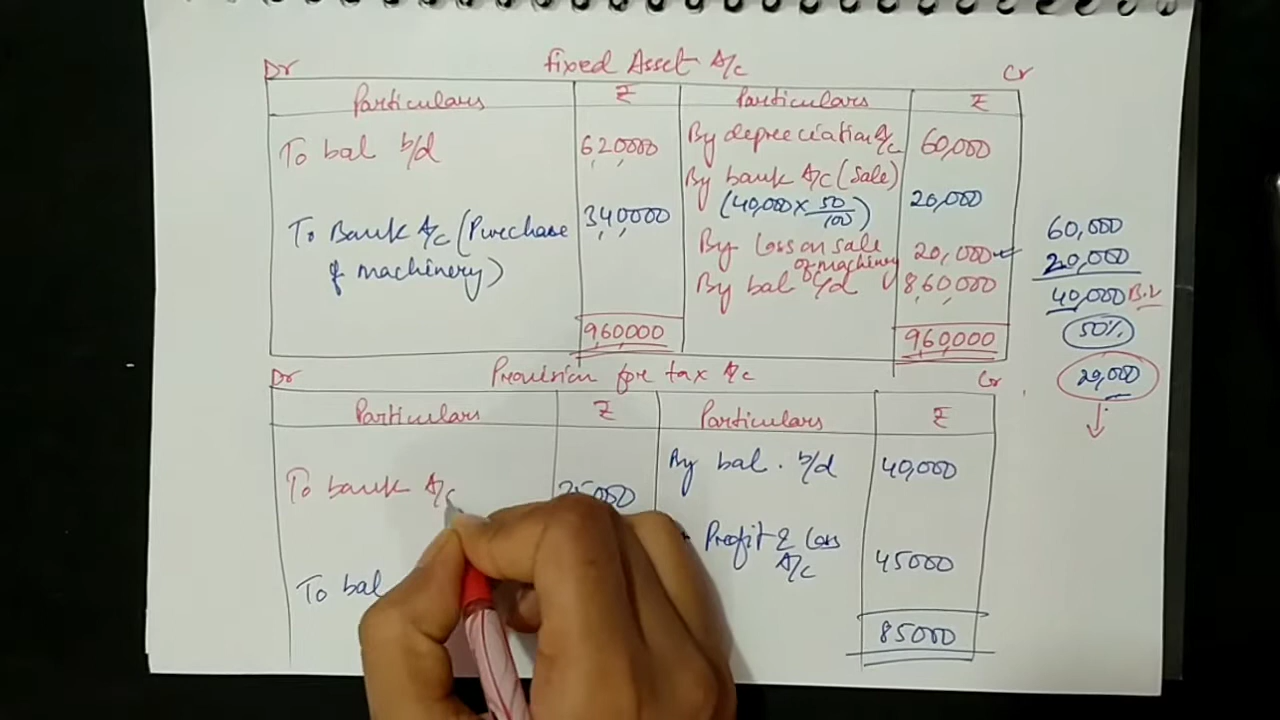 Dr fixed Asset A/c Cr
Particulars ₹ Particulars ₹
To bal b/d 620000 By depreciation A/c 60,000
By bank A/c (Sale)
(40,000 × 50/100) 20,000
To Bank A/c (Purchase 340000
of machinery)
By Loss on sale 20,000
of machinery
By bal c/d 860000
960000 960000
60,000
20,000
40,000 B.V
50%
20,000
Dr Provision for tax A/c Cr
Particulars ₹ Particulars ₹
To bank A/c By bal. b/d 40,000
Profit & Loss 45000
A/c
To bal
85000